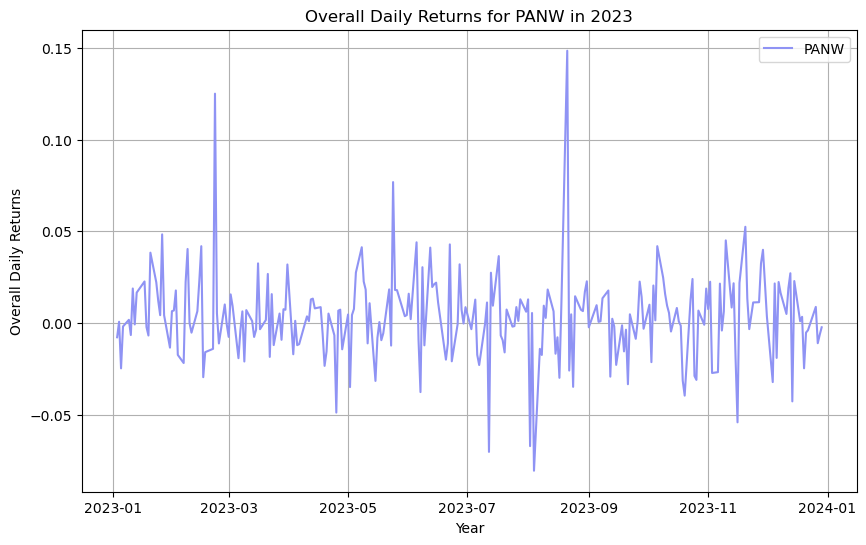 Overall Daily Returns for PANW in 2023
PANW
0.15
0.10
0.05
0.00
−0.05
Overall Daily Returns
2023-01 2023-03 2023-05 2023-07 2023-09 2023-11 2024-01
Year